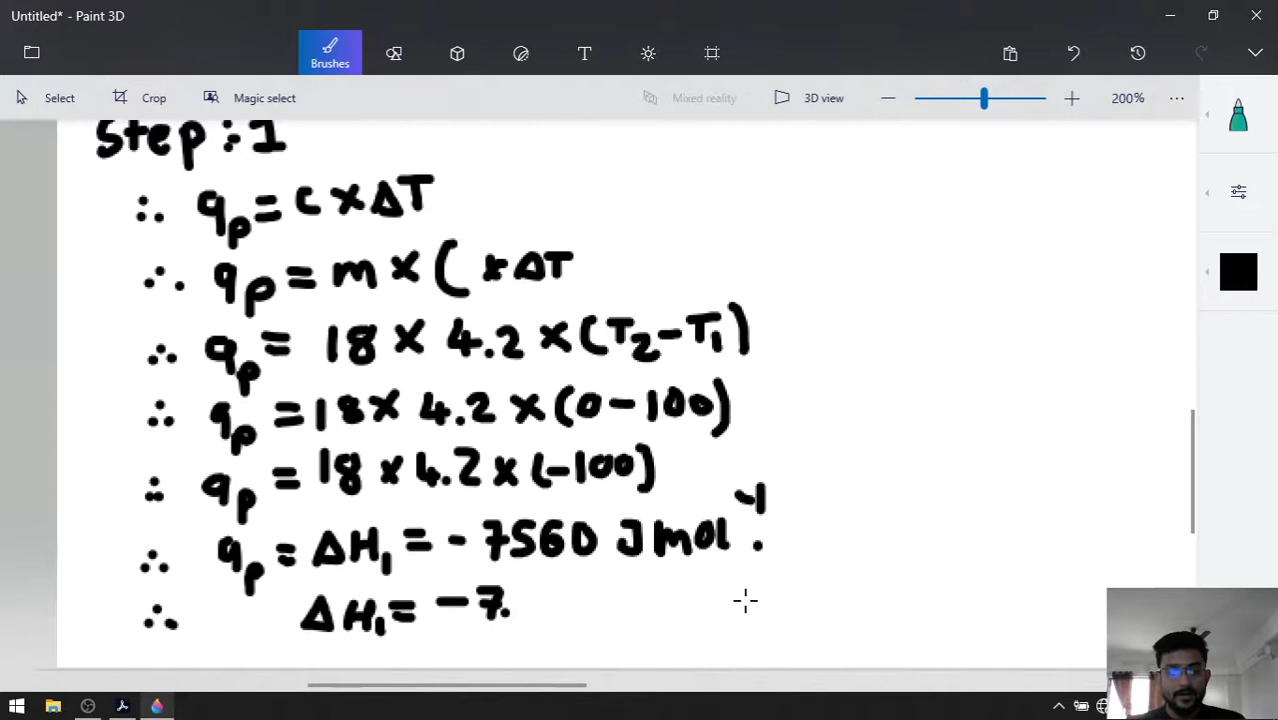 Untitled* - Paint 3D
Brushes
Select Crop Magic select Mixed reality 3D view 200%
Step : 1
∴ qp = C × ΔT
∴ qp = m × C × ΔT
∴ qp = 18 × 4.2 × (T2 - T1)
∴ qp = 18 × 4.2 × (0 - 100)
∴ qp = 18 × 4.2 × (-100)
∴ qp = ΔH1 = - 7560 J mol-1.
∴ ΔH1 = - 7.